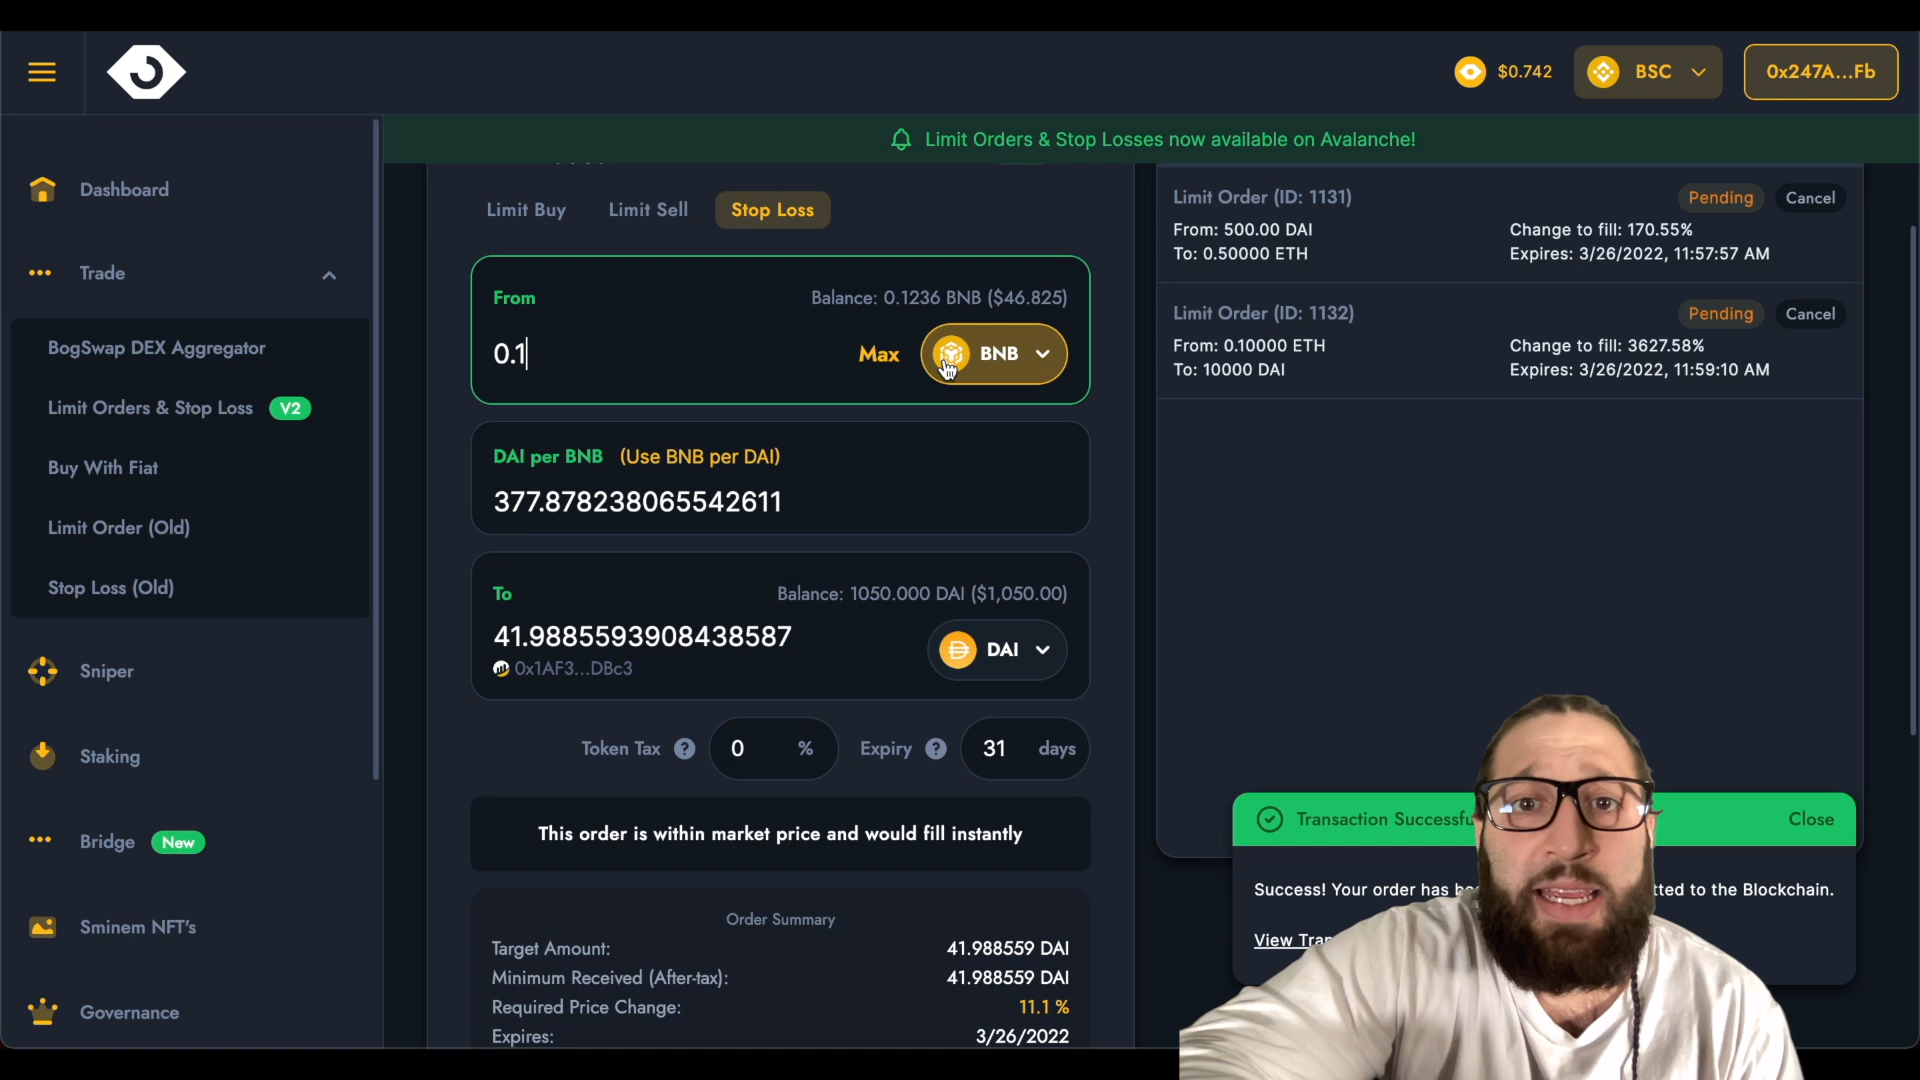 $0.742
BSC
0x247A...Fb
Limit Orders & Stop Losses now available on Avalanche!
Dashboard
Trade
BogSwap DEX Aggregator
Limit Orders & Stop Loss V2
Buy With Fiat
Limit Order (Old)
Stop Loss (Old)
Sniper
Staking
Bridge New
Sminem NFT's
Governance
Limit Buy Limit Sell Stop Loss
From Balance: 0.1236 BNB ($46.825)
0.1 Max BNB
DAI per BNB (Use BNB per DAI)
377.878238065542611
To Balance: 1050.000 DAI ($1,050.00)
41.9885593908438587 DAI
0x1AF3...DBc3
Token Tax ? 0 % Expiry ? 31 days
This order is within market price and would fill instantly
Order Summary
Target Amount: 41.988559 DAI
Minimum Received (After-tax): 41.988559 DAI
Required Price Change: 11.1 %
Expires: 3/26/2022
Limit Order (ID: 1131) Pending Cancel
From: 500.00 DAI Change to fill: 170.55%
To: 0.50000 ETH Expires: 3/26/2022, 11:57:57 AM
Limit Order (ID: 1132) Pending Cancel
From: 0.10000 ETH Change to fill: 3627.58%
To: 10000 DAI Expires: 3/26/2022, 11:59:10 AM
Transaction Close
Success! Your order has to the Blockchain.
View